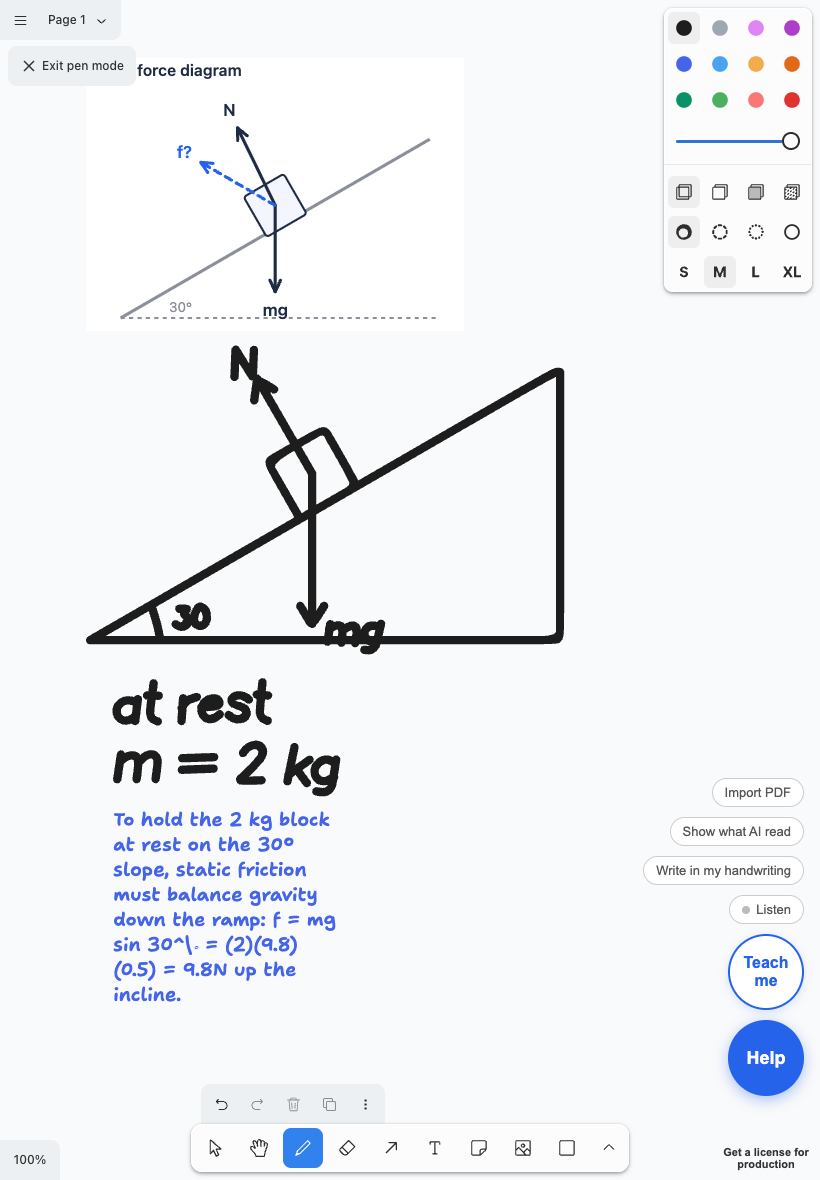 Page 1
Exit pen mode
force diagram
N
f?
30°
mg
N
30
mg
at rest
m = 2 kg
To hold the 2 kg block
at rest on the 30°
slope, static friction
must balance gravity
down the ramp: f = mg
sin 30^\circ = (2)(9.8)
(0.5) = 9.8N up the
incline.
S M L XL
Import PDF
Show what AI read
Write in my handwriting
Listen
Teach
me
Help
100%
Get a license for
production